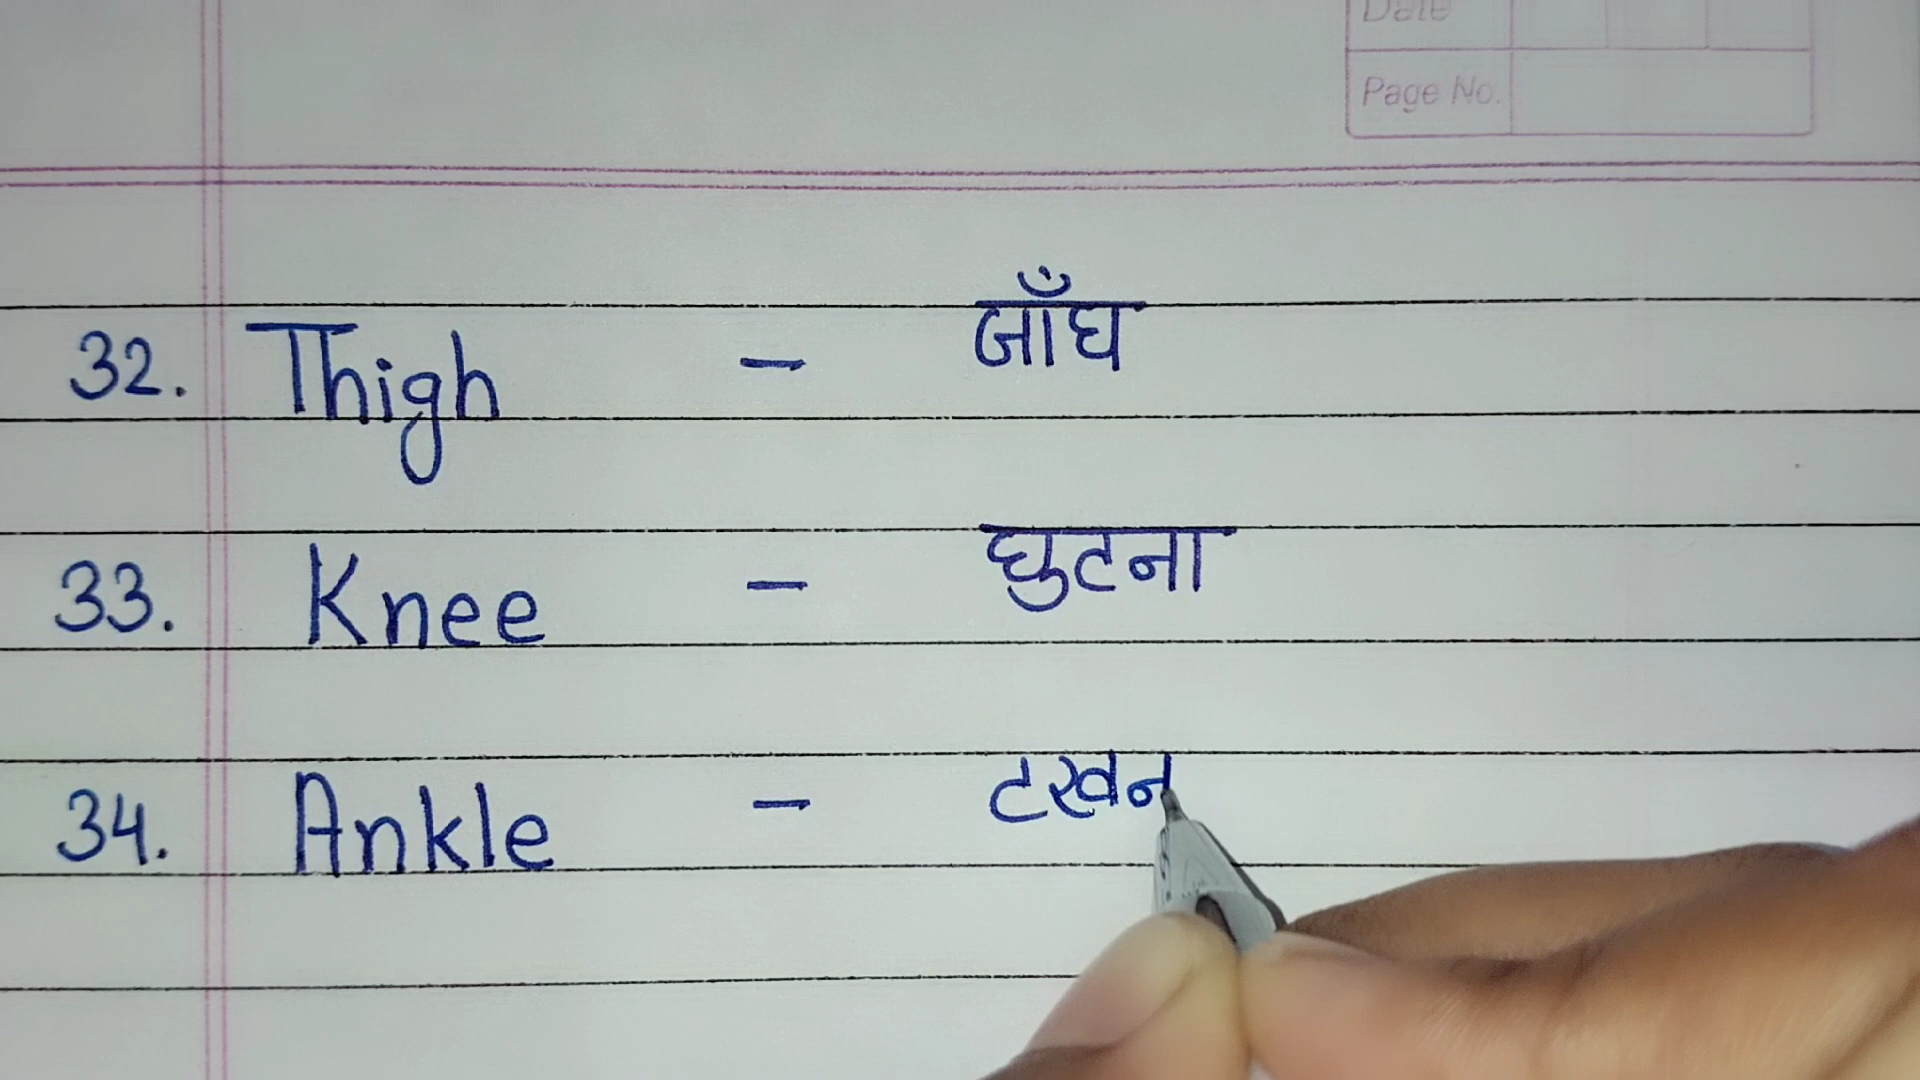 Date
Page No.
32. Thigh - जाँघ
33. Knee - घुटना
34. Ankle - टखन